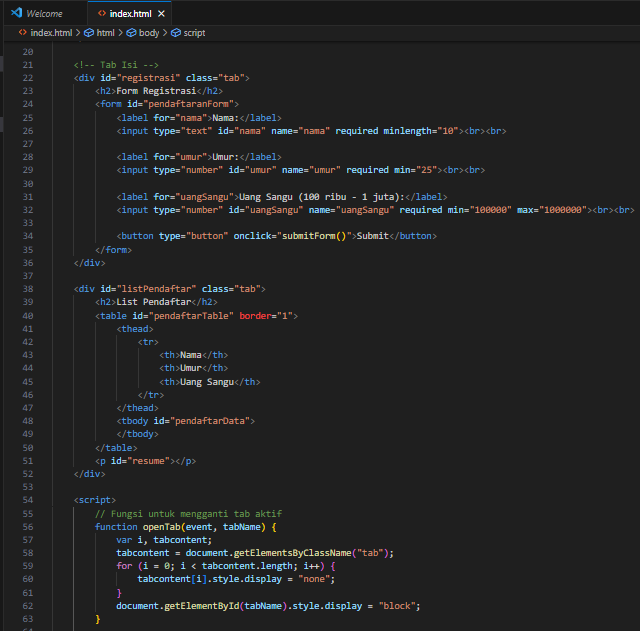 Welcome
index.html
index.html > html > body > script
20
21 <!-- Tab Isi -->
22 <div id="registrasi" class="tab">
23 <h2>Form Registrasi</h2>
24 <form id="pendaftaranForm">
25 <label for="nama">Nama:</label>
26 <input type="text" id="nama" name="nama" required minlength="10"><br><br>
27
28 <label for="umur">Umur:</label>
29 <input type="number" id="umur" name="umur" required min="25"><br><br>
30
31 <label for="uangSangu">Uang Sangu (100 ribu - 1 juta):</label>
32 <input type="number" id="uangSangu" name="uangSangu" required min="100000" max="1000000"><br><br>
33
34 <button type="button" onclick="submitForm()">Submit</button>
35 </form>
36 </div>
37
38 <div id="listPendaftar" class="tab">
39 <h2>List Pendaftar</h2>
40 <table id="pendaftarTable" border="1">
41 <thead>
42 <tr>
43 <th>Nama</th>
44 <th>Umur</th>
45 <th>Uang Sangu</th>
46 </tr>
47 </thead>
48 <tbody id="pendaftarData">
49 </tbody>
50 </table>
51 <p id="resume"></p>
52 </div>
53
54 <script>
55 // Fungsi untuk mengganti tab aktif
56 function openTab(event, tabName) {
57 var i, tabcontent;
58 tabcontent = document.getElementsByClassName("tab");
59 for (i = 0; i < tabcontent.length; i++) {
60 tabcontent[i].style.display = "none";
61 }
62 document.getElementById(tabName).style.display = "block";
63 }